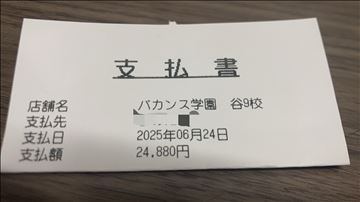 支払書
店舗名 バカンス学園 谷9校
支払先
支払日 2025年06月24日
支払額 24,880円